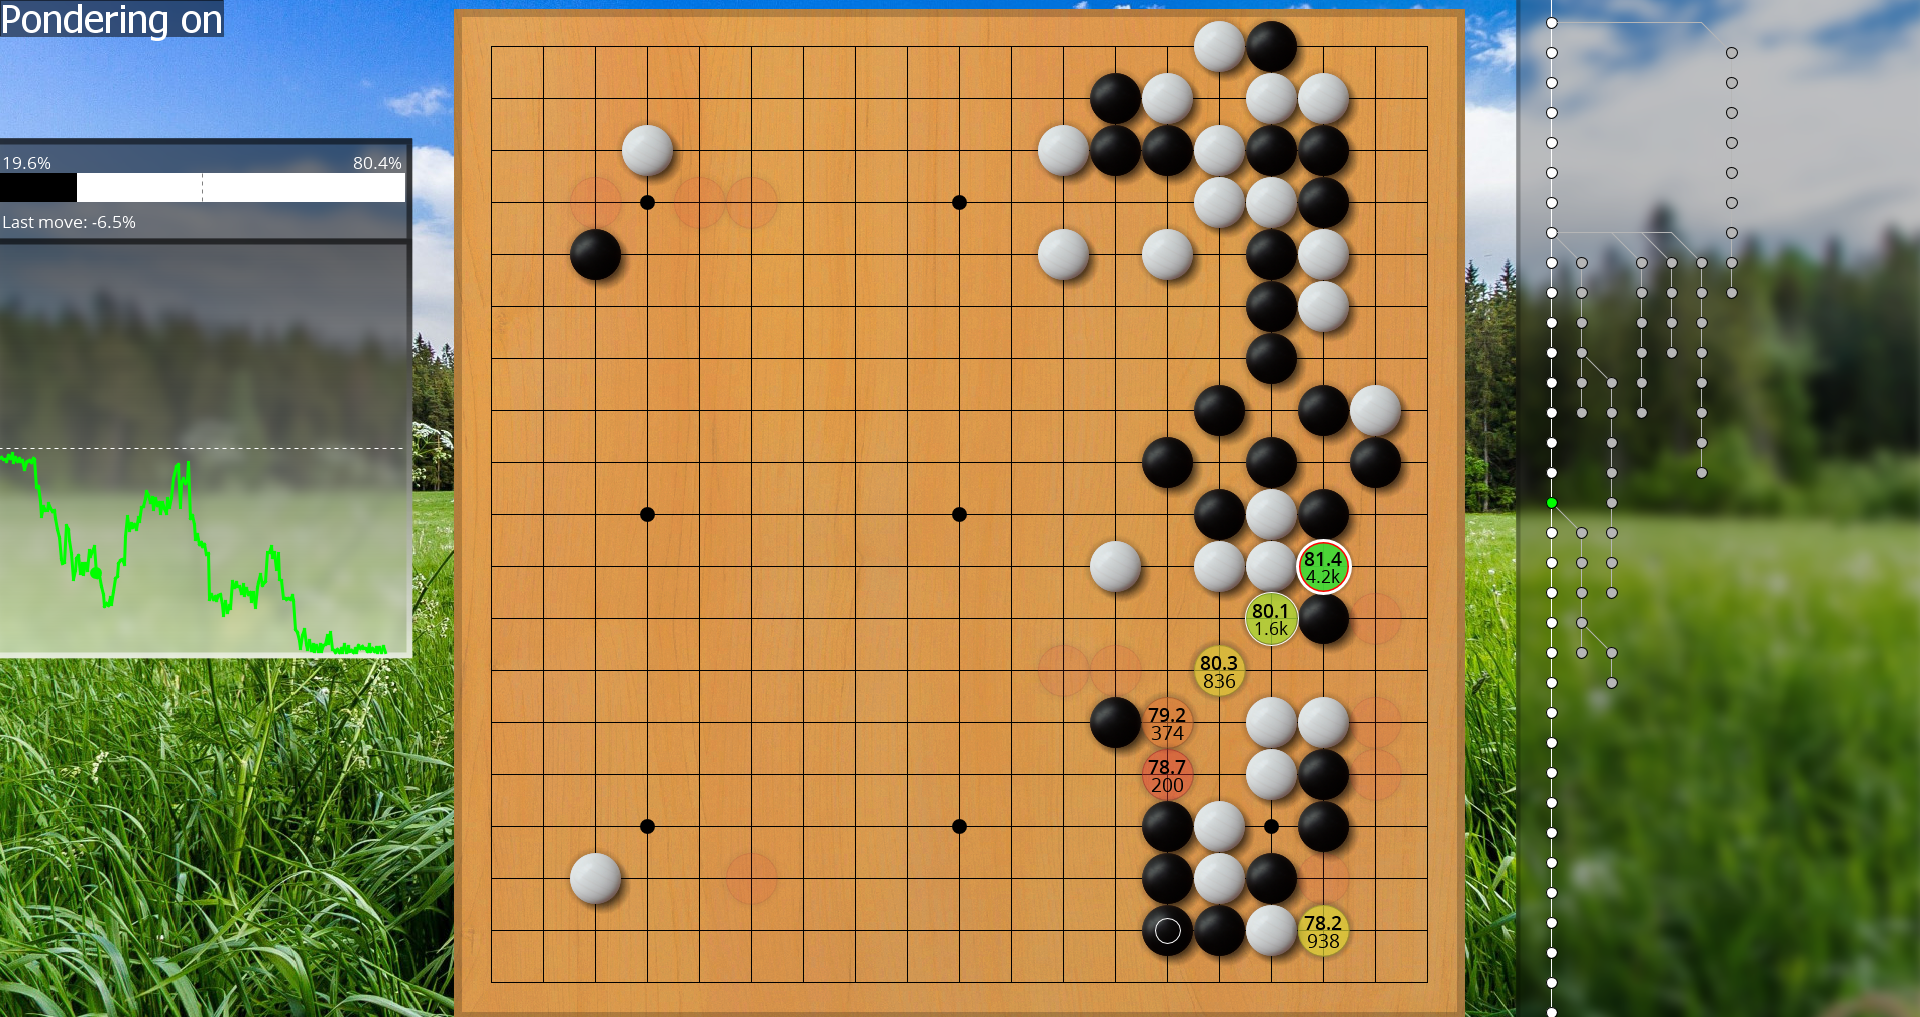 Pondering on
19.6% 80.4%
Last move: -6.5%
81.4
4.2k
80.1
1.6k
80.3
836
79.2
374
78.7
200
78.2
938